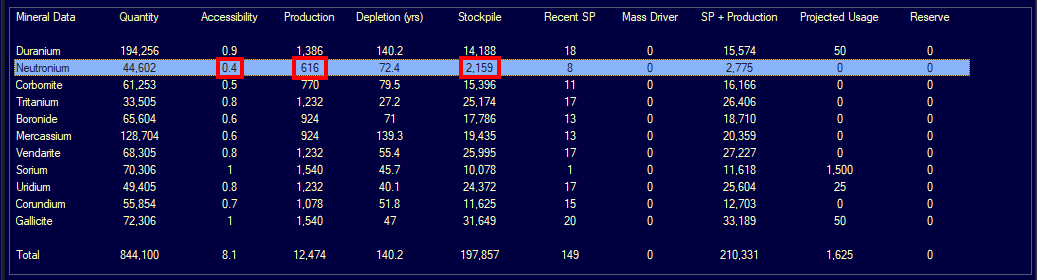 Mineral Data Quantity Accessibility Production Depletion (yrs) Stockpile Recent SP Mass Driver SP + Production Projected Usage Reserve
Duranium 194,256 0.9 1,386 140.2 14,188 18 0 15,574 50 0
Neutronium 44,602 0.4 616 72.4 2,159 8 0 2,775 0 0
Corbomite 61,253 0.5 770 79.5 15,396 11 0 16,166 0 0
Tritanium 33,505 0.8 1,232 27.2 25,174 17 0 26,406 0 0
Boronide 65,604 0.6 924 71 17,786 13 0 18,710 0 0
Mercassium 128,704 0.6 924 139.3 19,435 13 0 20,359 0 0
Vendarite 68,305 0.8 1,232 55.4 25,995 17 0 27,227 0 0
Sorium 70,306 1 1,540 45.7 10,078 1 0 11,618 1,500 0
Uridium 49,405 0.8 1,232 40.1 24,372 17 0 25,604 25 0
Corundium 55,854 0.7 1,078 51.8 11,625 15 0 12,703 0 0
Gallicite 72,306 1 1,540 47 31,649 20 0 33,189 50 0
Total 844,100 8.1 12,474 140.2 197,857 149 0 210,331 1,625 0